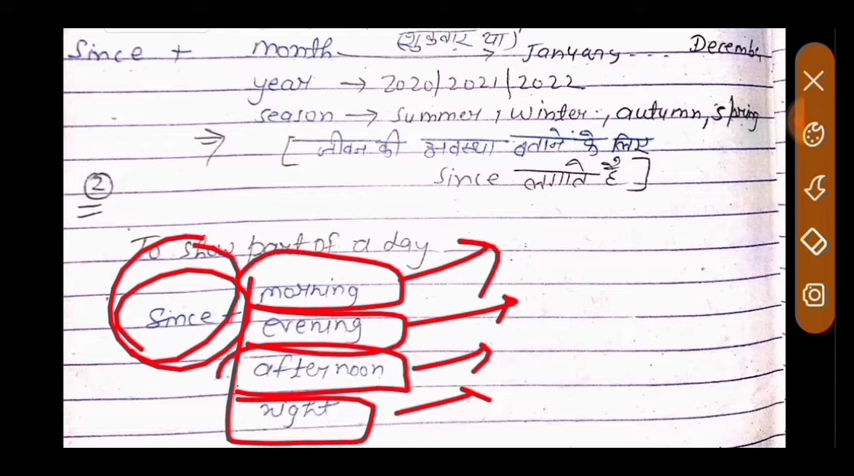 (शुक्रवार या)
Since + month → January.... December
year → 2020/2021/2022
season → summer, winter, autumn, spring
⇒ [जीवन की अवस्था बताने के लिए
since लगाते है]
②
To show part of a day
Since + morning
evening
afternoon
night